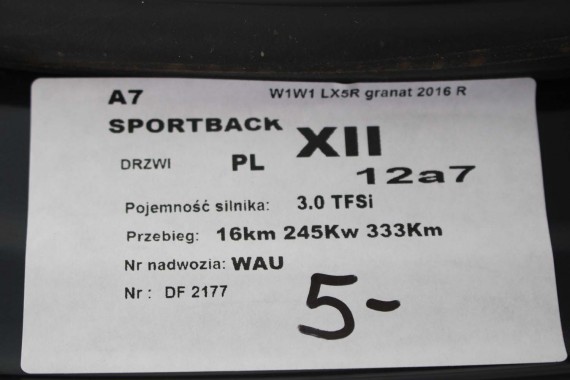 A7 W1W1 LX5R granat 2016 R
SPORTBACK XII
DRZWI PL 12a7
Pojemność silnika: 3.0 TFSi
Przebieg: 16km 245Kw 333Km
Nr nadwozia: WAU
Nr : DF 2177
5-